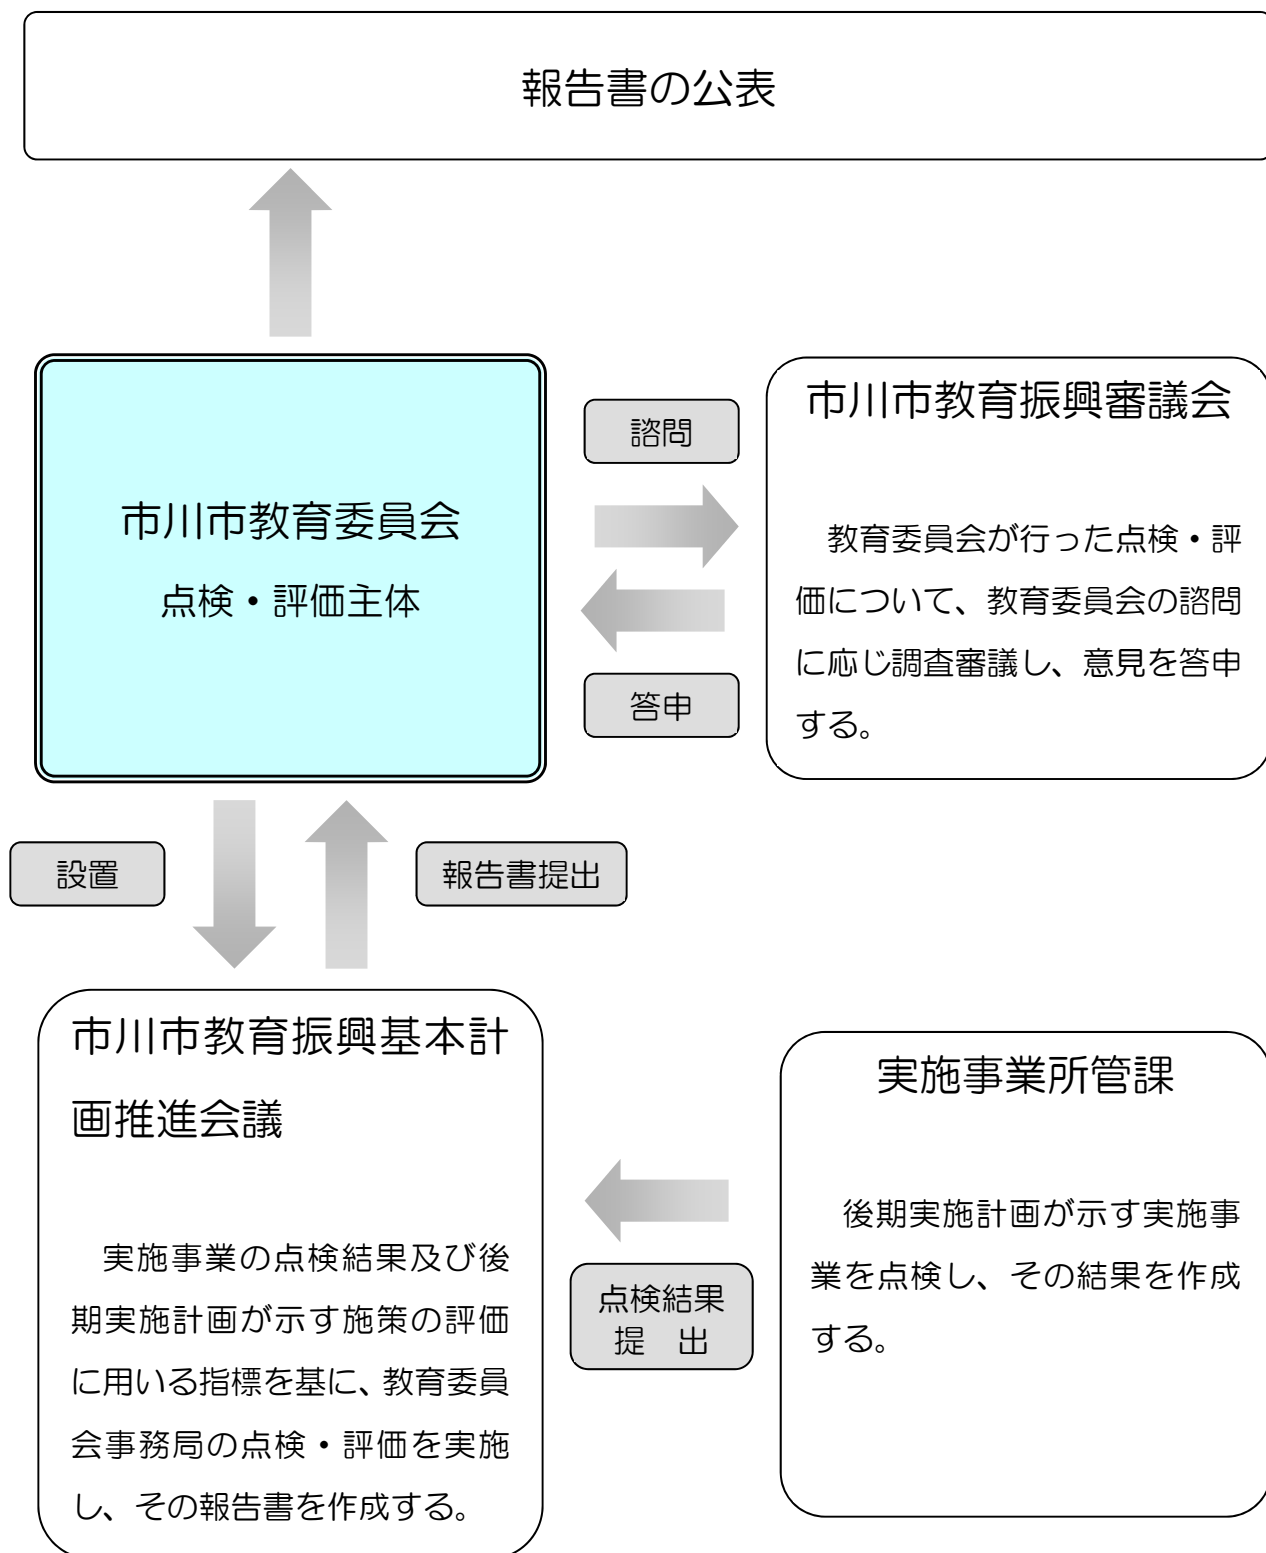 報告書の公表
市川市教育委員会
点検・評価主体
諮問
答申
市川市教育振興審議会
教育委員会が行った点検・評
価について、教育委員会の諮問
に応じ調査審議し、意見を答申
する。
設置
報告書提出
市川市教育振興基本計
画推進会議
実施事業の点検結果及び後
期実施計画が示す施策の評価
に用いる指標を基に、教育委員
会事務局の点検・評価を実施
し、その報告書を作成する。
点検結果
提　出
実施事業所管課
後期実施計画が示す実施事
業を点検し、その結果を作成
する。